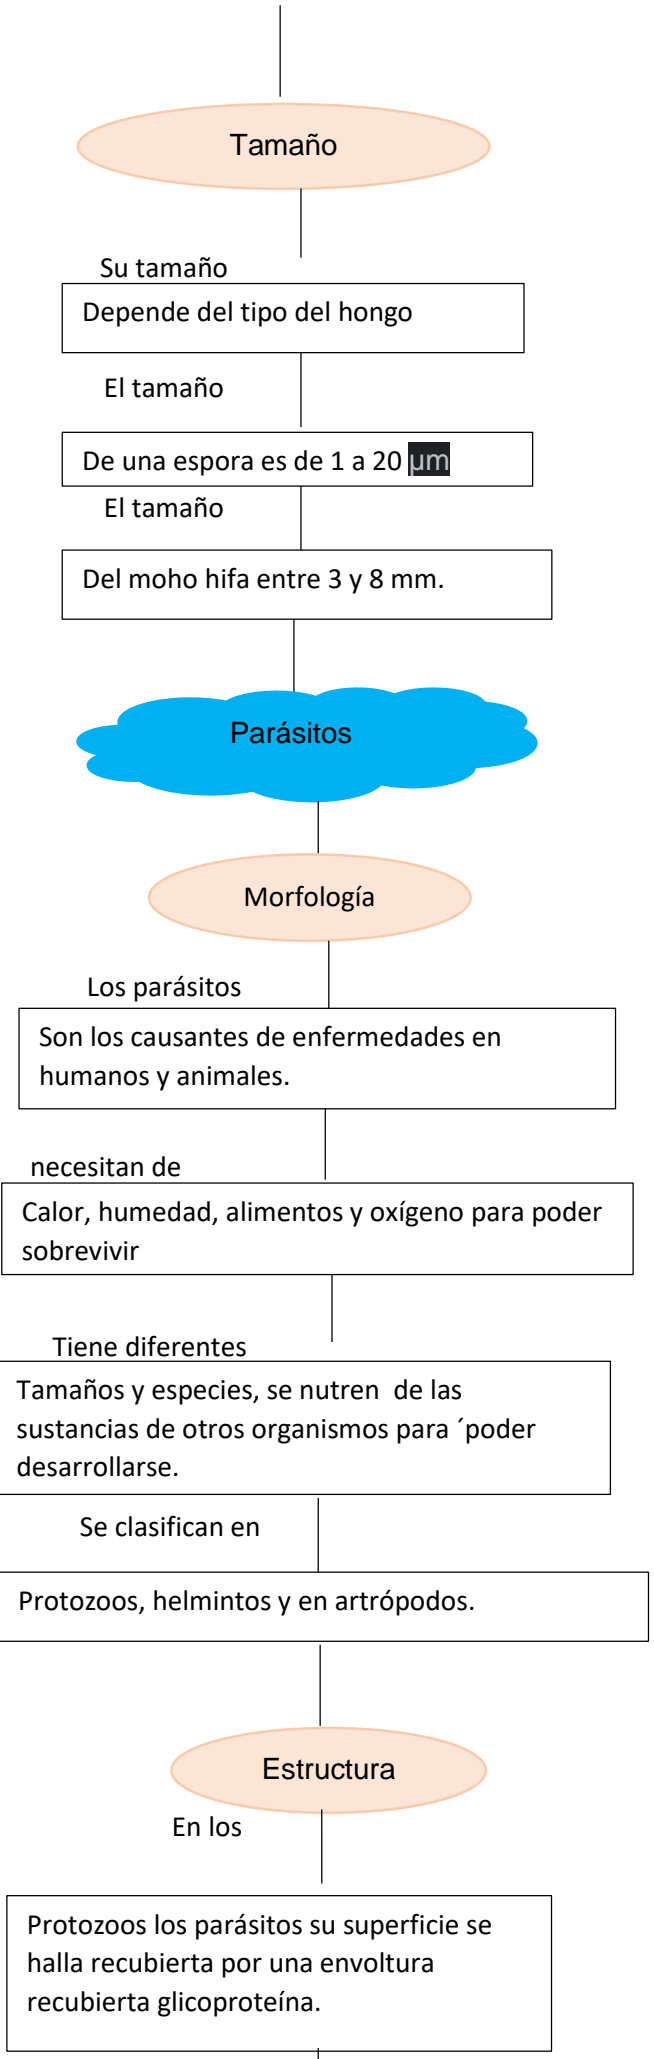 Tamaño
Su tamaño
Depende del tipo del hongo
El tamaño
De una espora es de 1 a 20 µm
El tamaño
Del moho hifa entre 3 y 8 mm.
Parásitos
Morfología
Los parásitos
Son los causantes de enfermedades en
humanos y animales.
necesitan de
Calor, humedad, alimentos y oxígeno para poder
sobrevivir
Tiene diferentes
Tamaños y especies, se nutren  de las
sustancias de otros organismos para ´poder
desarrollarse.
Se clasifican en
Protozoos, helmintos y en artrópodos.
Estructura
En los
Protozoos los parásitos su superficie se
halla recubierta por una envoltura
recubierta glicoproteína.